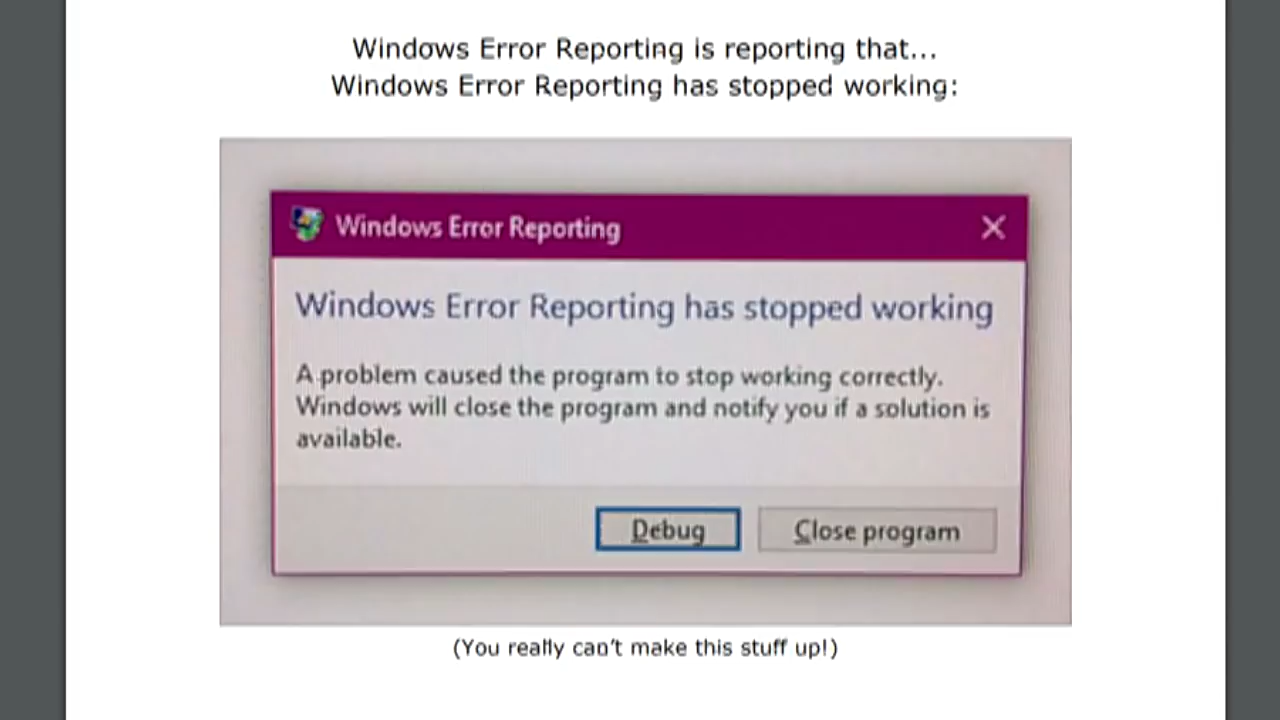 Windows Error Reporting is reporting that...
Windows Error Reporting has stopped working:
Windows Error Reporting
Windows Error Reporting has stopped working
A problem caused the program to stop working correctly.
Windows will close the program and notify you if a solution is
available.
Debug
Close program
(You really can't make this stuff up!)